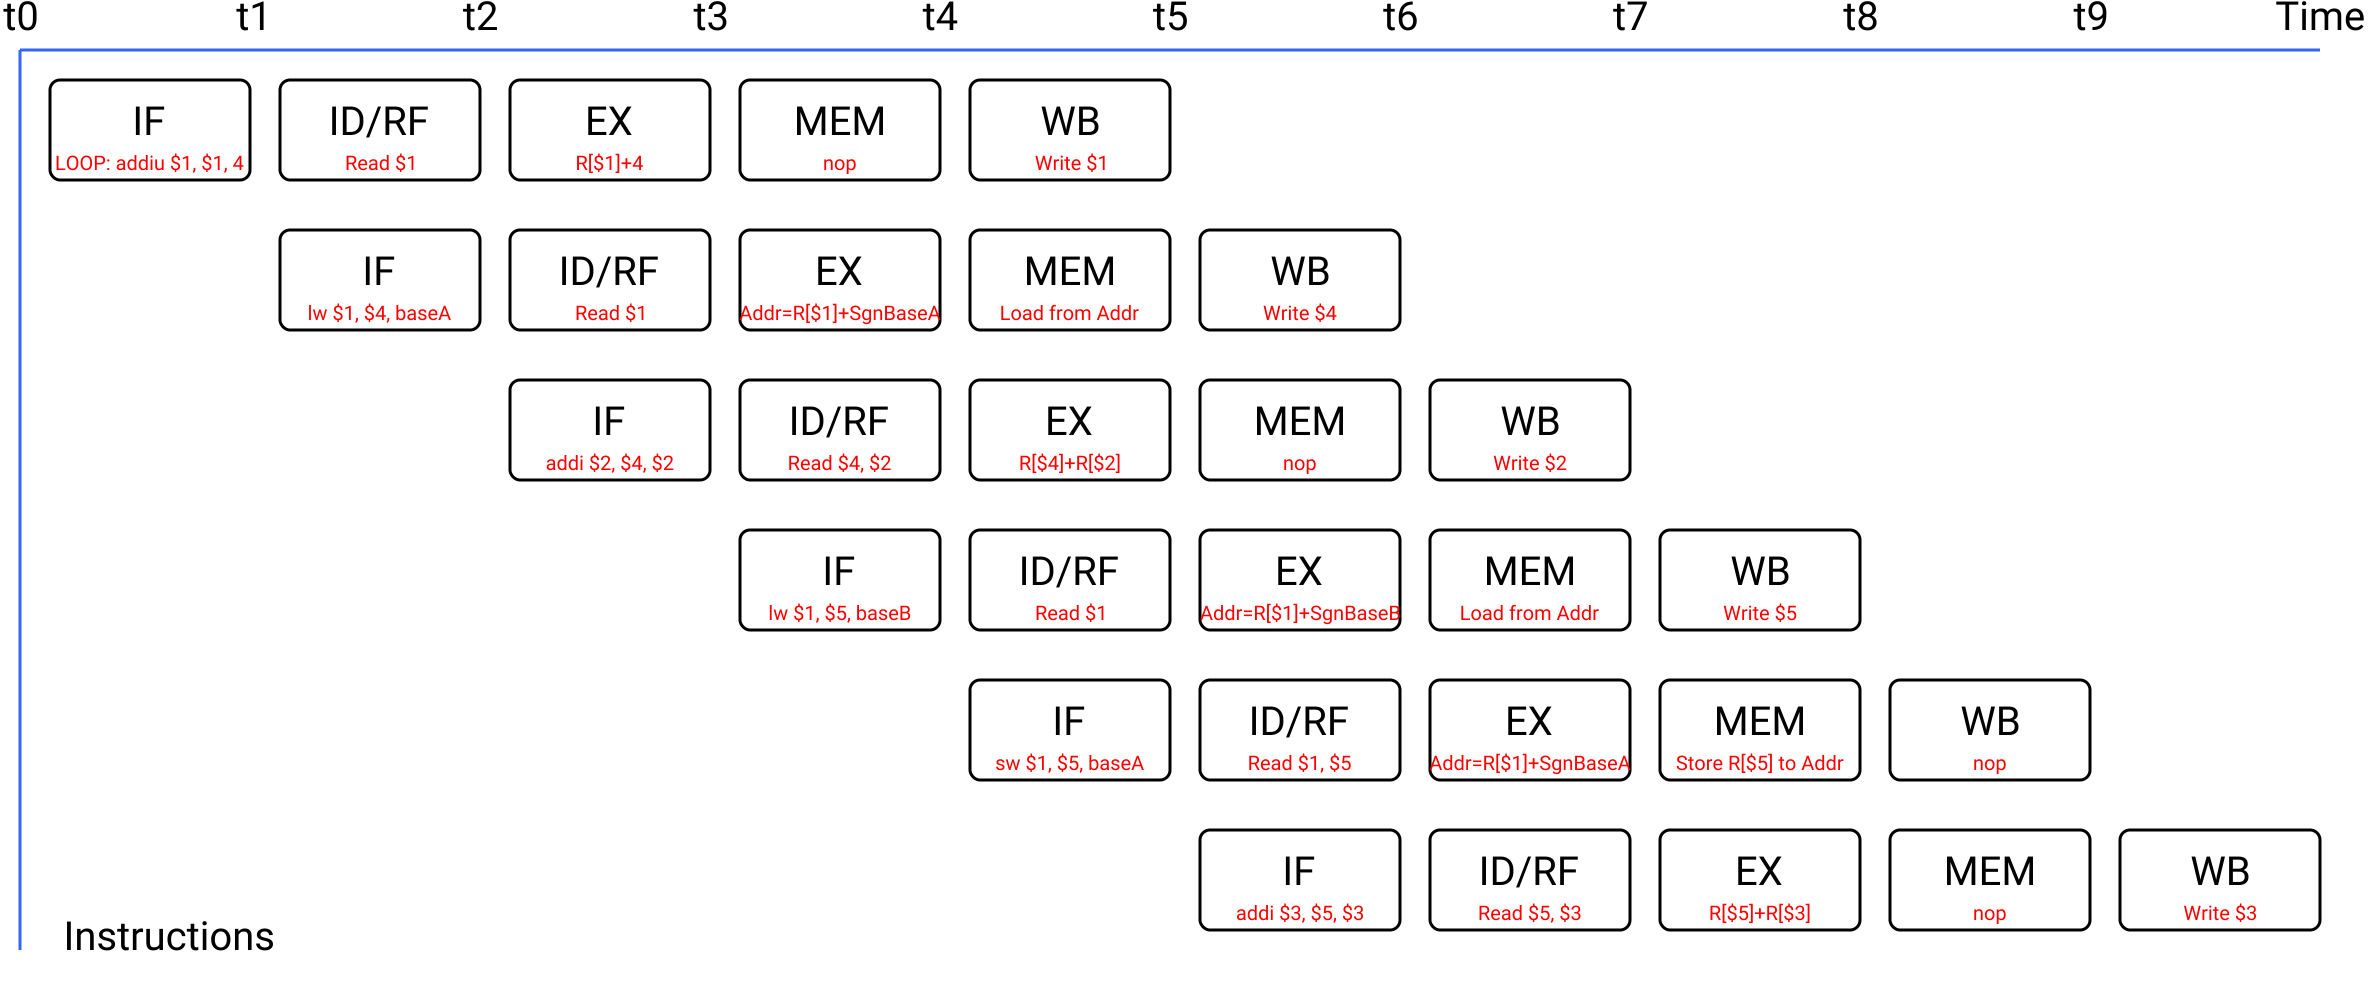 t0 t1 t2 t3 t4 t5 t6 t7 t8 t9 Time
IF ID/RF EX MEM WB
LOOP: addiu $1, $1, 4 Read $1 R[$1]+4 nop Write $1
IF ID/RF EX MEM WB
lw $1, $4, baseA Read $1 Addr=R[$1]+SgnBaseA Load from Addr Write $4
IF ID/RF EX MEM WB
addi $2, $4, $2 Read $4, $2 R[$4]+R[$2] nop Write $2
IF ID/RF EX MEM WB
lw $1, $5, baseB Read $1 Addr=R[$1]+SgnBaseB Load from Addr Write $5
IF ID/RF EX MEM WB
sw $1, $5, baseA Read $1, $5 Addr=R[$1]+SgnBaseA Store R[$5] to Addr nop
IF ID/RF EX MEM WB
addi $3, $5, $3 Read $5, $3 R[$5]+R[$3] nop Write $3
Instructions